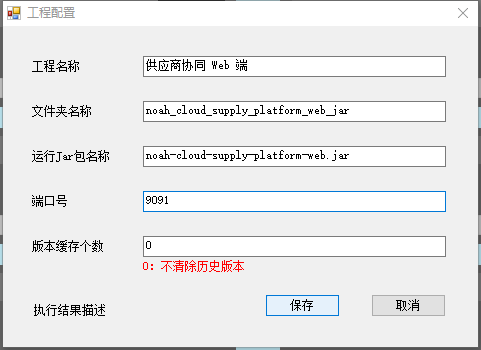 工程配置
工程名称 供应商协同 Web 端
文件夹名称 noah_cloud_supply_platform_web_jar
运行Jar包名称 noah-cloud-supply-platform-web.jar
端口号 9091
版本缓存个数 0
0: 不清除历史版本
执行结果描述 保存 取消